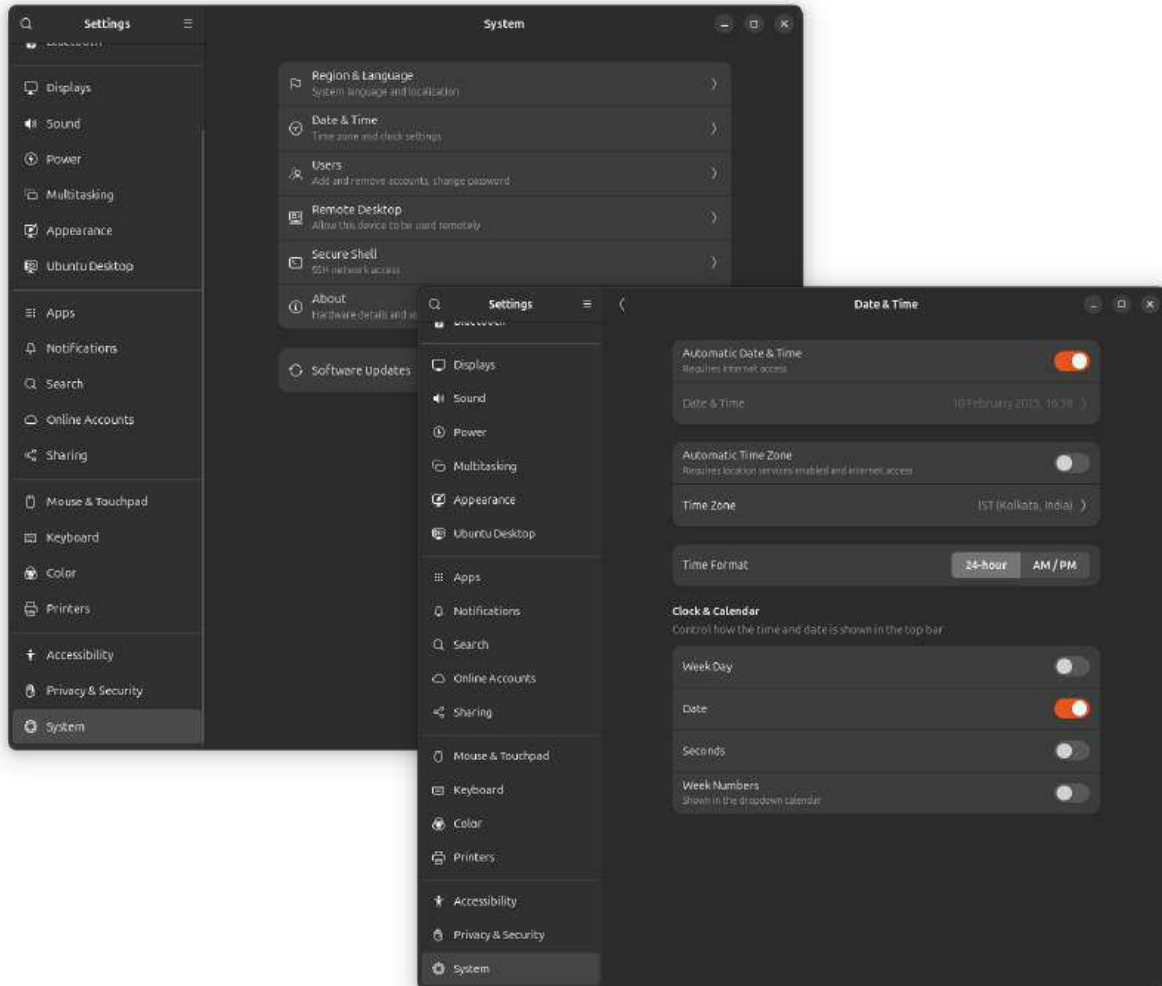 Settings
System
Bluetooth
Displays
Sound
Power
Multitasking
Appearance
Ubuntu Desktop
Apps
Notifications
Search
Online Accounts
Sharing
Mouse & Touchpad
Keyboard
Color
Printers
Accessibility
Privacy & Security
System
Region & Language
System language and localization
Date & Time
Time zone and clock settings
Users
Add and remove accounts, change password
Remote Desktop
Allow this device to be used remotely
Secure Shell
SSH network access
About
Hardware details and
Software Updates
Settings
Date & Time
Bluetooth
Displays
Sound
Power
Multitasking
Appearance
Ubuntu Desktop
Apps
Notifications
Search
Online Accounts
Sharing
Mouse & Touchpad
Keyboard
Color
Printers
Accessibility
Privacy & Security
System
Automatic Date & Time
Requires internet access
Date & Time 10 February 2025, 16:58
Automatic Time Zone
Requires location services enabled and internet access
Time Zone IST (Kolkata, India)
Time Format 24-hour AM / PM
Clock & Calendar
Control how the time and date is shown in the top bar
Week Day
Date
Seconds
Week Numbers
Shown in the dropdown calendar